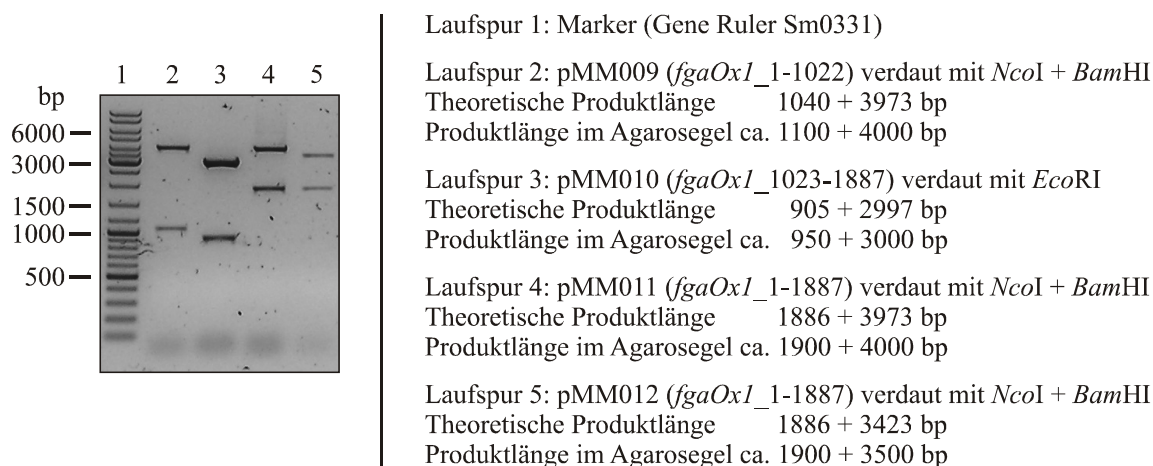 1 2 3 4 5
bp
6000
3000
1500
1000
500
Laufspur 1: Marker (Gene Ruler Sm0331)
Laufspur 2: pMM009 (fgaOx1_1-1022) verdaut mit NcoI + BamHI
Theoretische Produktlänge 1040 + 3973 bp
Produktlänge im Agarosegel ca. 1100 + 4000 bp
Laufspur 3: pMM010 (fgaOx1_1023-1887) verdaut mit EcoRI
Theoretische Produktlänge 905 + 2997 bp
Produktlänge im Agarosegel ca. 950 + 3000 bp
Laufspur 4: pMM011 (fgaOx1_1-1887) verdaut mit NcoI + BamHI
Theoretische Produktlänge 1886 + 3973 bp
Produktlänge im Agarosegel ca. 1900 + 4000 bp
Laufspur 5: pMM012 (fgaOx1_1-1887) verdaut mit NcoI + BamHI
Theoretische Produktlänge 1886 + 3423 bp
Produktlänge im Agarosegel ca. 1900 + 3500 bp